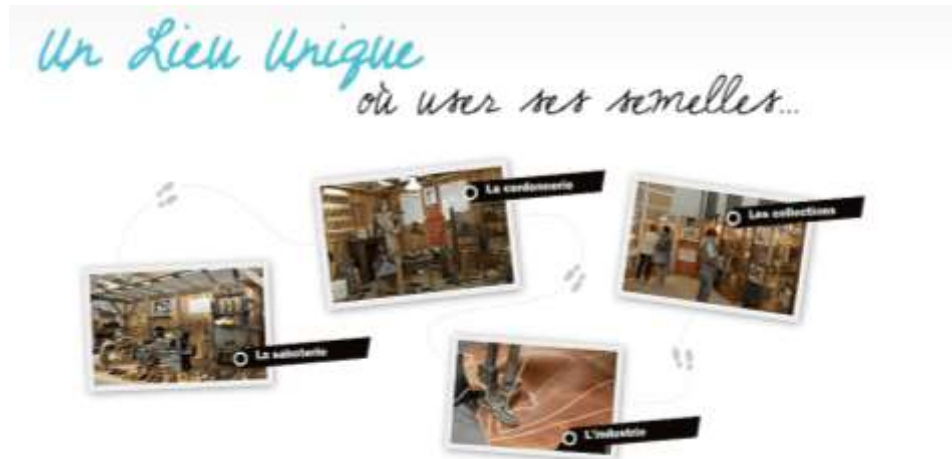 Un Lieu Unique
où user ses semelles...
La cordonnerie
Les collections
La saboterie
L'industrie